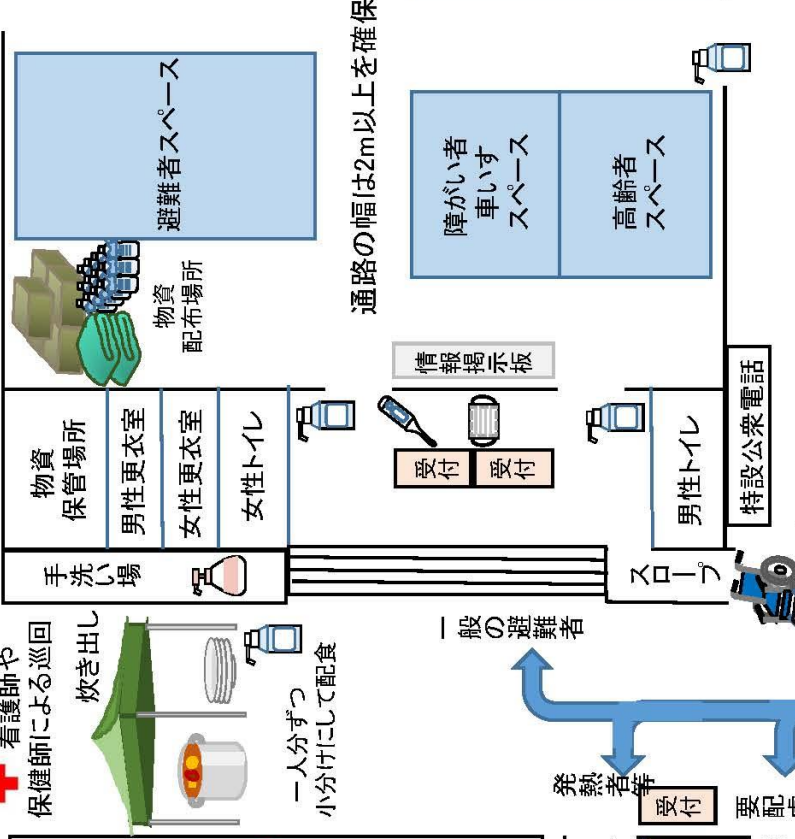 看護師や
保健師による巡回
炊き出し
一人分ずつ
小分けにして配食
手洗い場
物資
保管場所
男性更衣室
女性更衣室
女性トイレ
物資
配布場所
避難者スペース
通路の幅は2m以上を確保
情報掲示板
受付
受付
障がい者
車いす
スペース
高齢者
スペース
一般の避難者
発熱者等
受付
要配
スロープ
男性トイレ
特設公衆電話